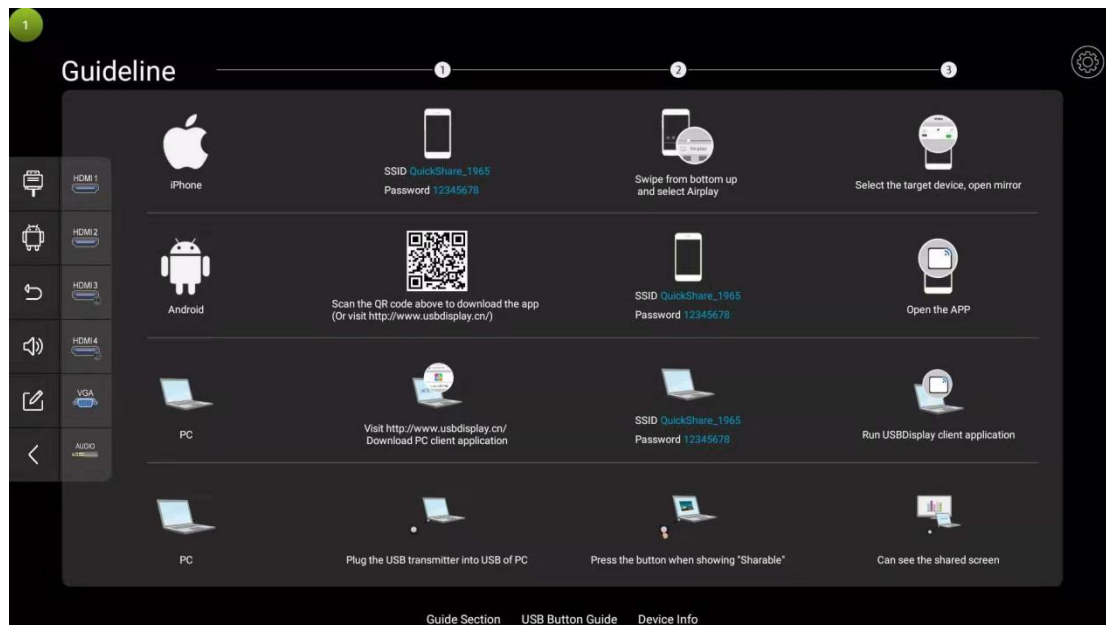 1
Guideline
1
2
3
HDMI 1
HDMI 2
HDMI 3
HDMI 4
VGA
AUDIO
iPhone
SSID QuickShare_1965
Password 12345678
Airplay
Swipe from bottom up
and select Airplay
Select the target device, open mirror
Android
Scan the QR code above to download the app
(Or visit http://www.usbdisplay.cn/)
SSID QuickShare_1965
Password 12345678
Open the APP
PC
Visit http://www.usbdisplay.cn/
Download PC client application
SSID QuickShare_1965
Password 12345678
Run USBDisplay client application
PC
Plug the USB transmitter into USB of PC
Press the button when showing "Sharable"
Can see the shared screen
Guide Section
USB Button Guide
Device Info